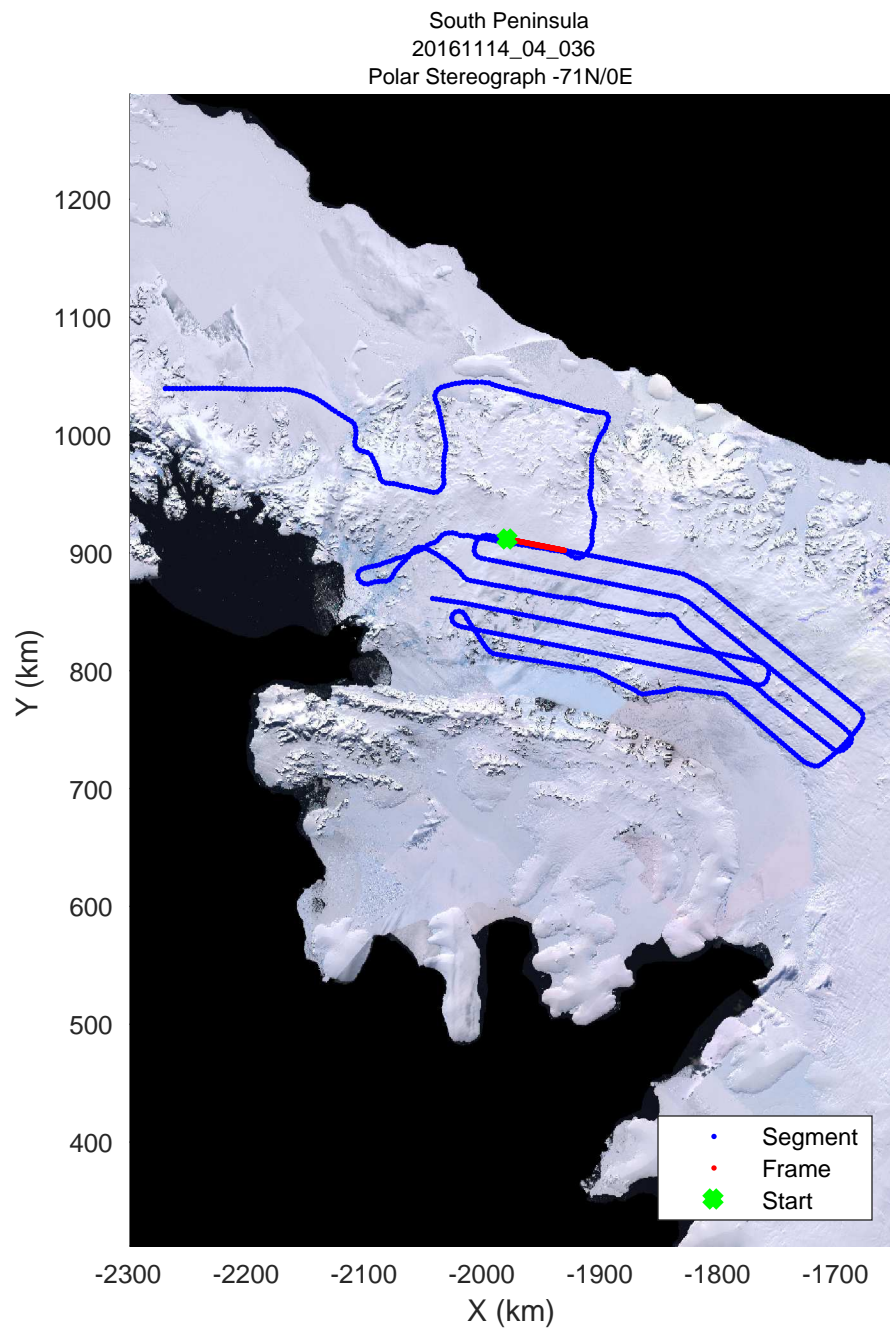 South Peninsula
20161114_04_036
Polar Stereograph -71N/0E
1200
1100
1000
900
800
700
600
500
400
Y (km)
-2300 -2200 -2100 -2000 -1900 -1800 -1700
X (km)
Segment
Frame
Start